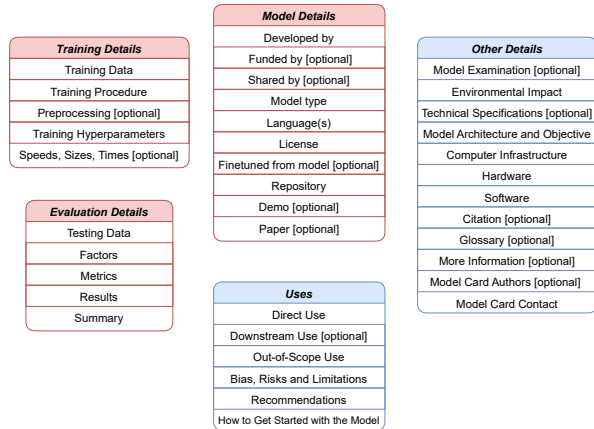 Training Details
Training Data
Training Procedure
Preprocessing [optional]
Training Hyperparameters
Speeds, Sizes, Times [optional]
Evaluation Details
Testing Data
Factors
Metrics
Results
Summary
Model Details
Developed by
Funded by [optional]
Shared by [optional]
Model type
Language(s)
License
Finetuned from model [optional]
Repository
Demo [optional]
Paper [optional]
Uses
Direct Use
Downstream Use [optional]
Out-of-Scope Use
Bias, Risks and Limitations
Recommendations
How to Get Started with the Model
Other Details
Model Examination [optional]
Environmental Impact
Technical Specifications [optional]
Model Architecture and Objective
Computer Infrastructure
Hardware
Software
Citation [optional]
Glossary [optional]
More Information [optional]
Model Card Authors [optional]
Model Card Contact